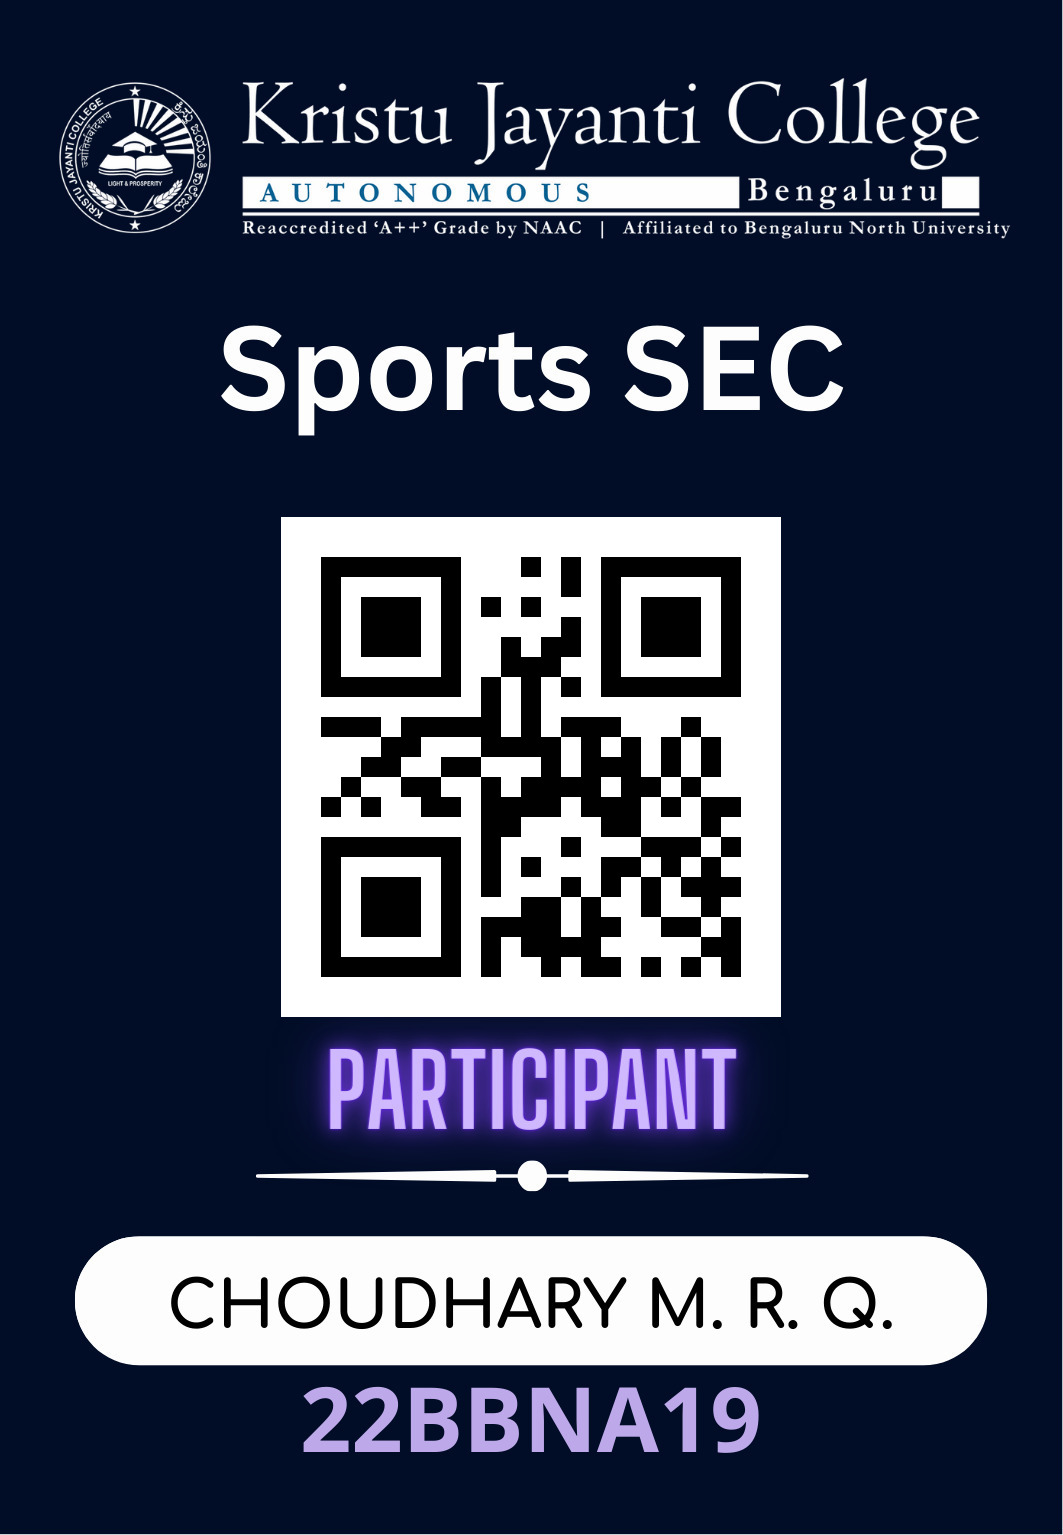 KRISTU JAYANTI COLLEGE
ಕ್ರಿಸ್ತು ಜಯಂತಿ ಕಾಲೇಜು
LIGHT & PROSPERITY
Kristu Jayanti College
AUTONOMOUS Bengaluru
Reaccredited ‘A++’ Grade by NAAC | Affiliated to Bengaluru North University
Sports SEC
PARTICIPANT
CHOUDHARY M. R. Q.
22BBNA19